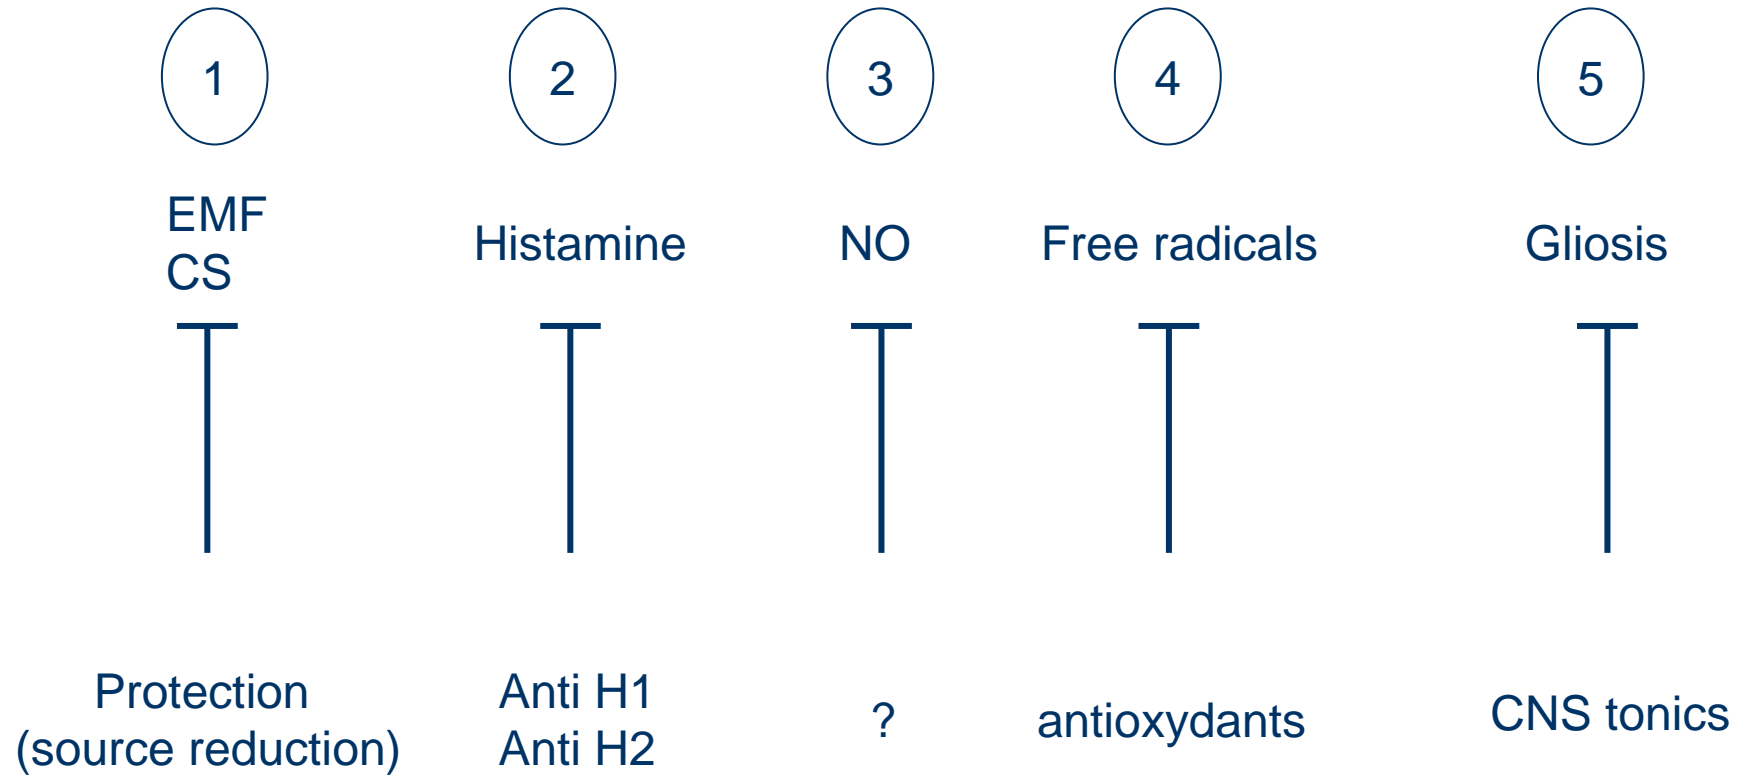 1
2
3
4
5
EMF
CS
Histamine
NO
Free radicals
Gliosis
Protection
(source reduction)
Anti H1
Anti H2
?
antioxydants
CNS tonics